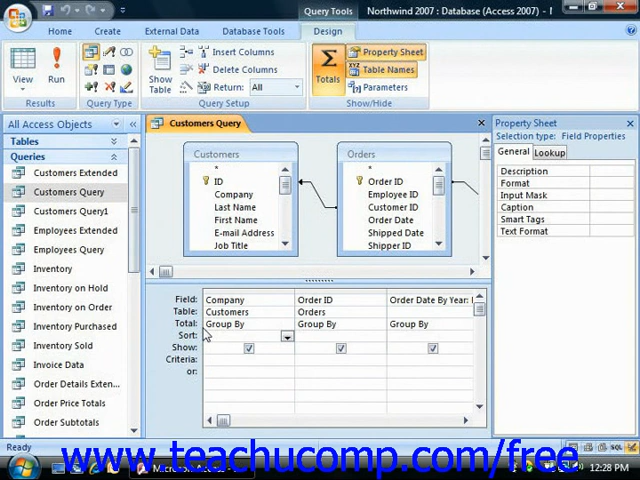 Query Tools
Northwind 2007 : Database (Access 2007) -
Home
Create
External Data
Database Tools
Design
View
Run
Show
Table
Insert Columns
Delete Columns
Return: All
Σ
Totals
Property Sheet
Table Names
Parameters
Results
Query Type
Query Setup
Show/Hide
All Access Objects
Tables
Queries
Customers Extended
Customers Query
Customers Query1
Employees Extended
Employees Query
Inventory
Inventory on Hold
Inventory on Order
Inventory Purchased
Inventory Sold
Invoice Data
Order Details Exten...
Order Price Totals
Order Subtotals
Customers Query
Customers
*
ID
Company
Last Name
First Name
E-mail Address
Job Title
Orders
*
Order ID
Employee ID
Customer ID
Order Date
Shipped Date
Shipper ID
Field: Company Order ID Order Date By Year:
Table: Customers Orders
Total: Group By Group By Group By
Sort:
Show:
Criteria:
or:
Property Sheet
Selection type: Field Properties
General Lookup
Description
Format
Input Mask
Caption
Smart Tags
Text Format
Ready
SQL
www.teachucomp.com/free
12:28 PM